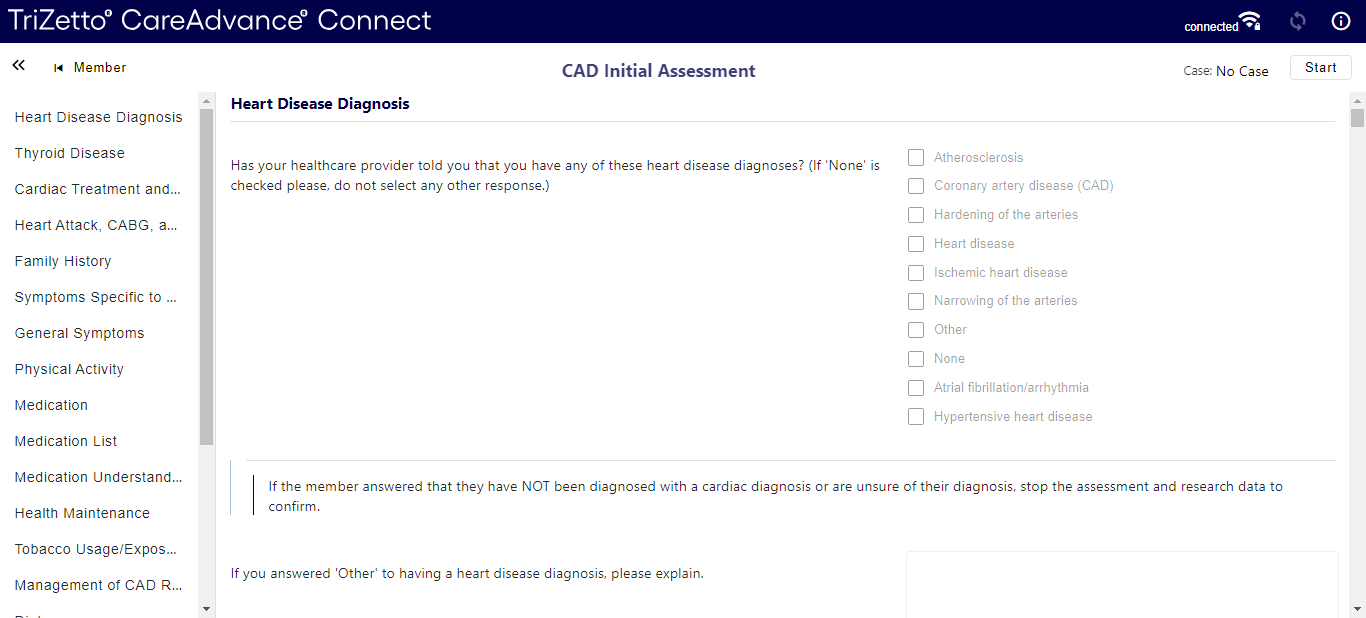 TriZetto® CareAdvance® Connect
connected
Member
CAD Initial Assessment
Case: No Case
Start
Heart Disease Diagnosis
Thyroid Disease
Cardiac Treatment and...
Heart Attack, CABG, a...
Family History
Symptoms Specific to ...
General Symptoms
Physical Activity
Medication
Medication List
Medication Understand...
Health Maintenance
Tobacco Usage/Expos...
Management of CAD R...
Heart Disease Diagnosis
Has your healthcare provider told you that you have any of these heart disease diagnoses? (If 'None' is
checked please, do not select any other response.)
Atherosclerosis
Coronary artery disease (CAD)
Hardening of the arteries
Heart disease
Ischemic heart disease
Narrowing of the arteries
Other
None
Atrial fibrillation/arrhythmia
Hypertensive heart disease
If the member answered that they have NOT been diagnosed with a cardiac diagnosis or are unsure of their diagnosis, stop the assessment and research data to
confirm.
If you answered 'Other' to having a heart disease diagnosis, please explain.